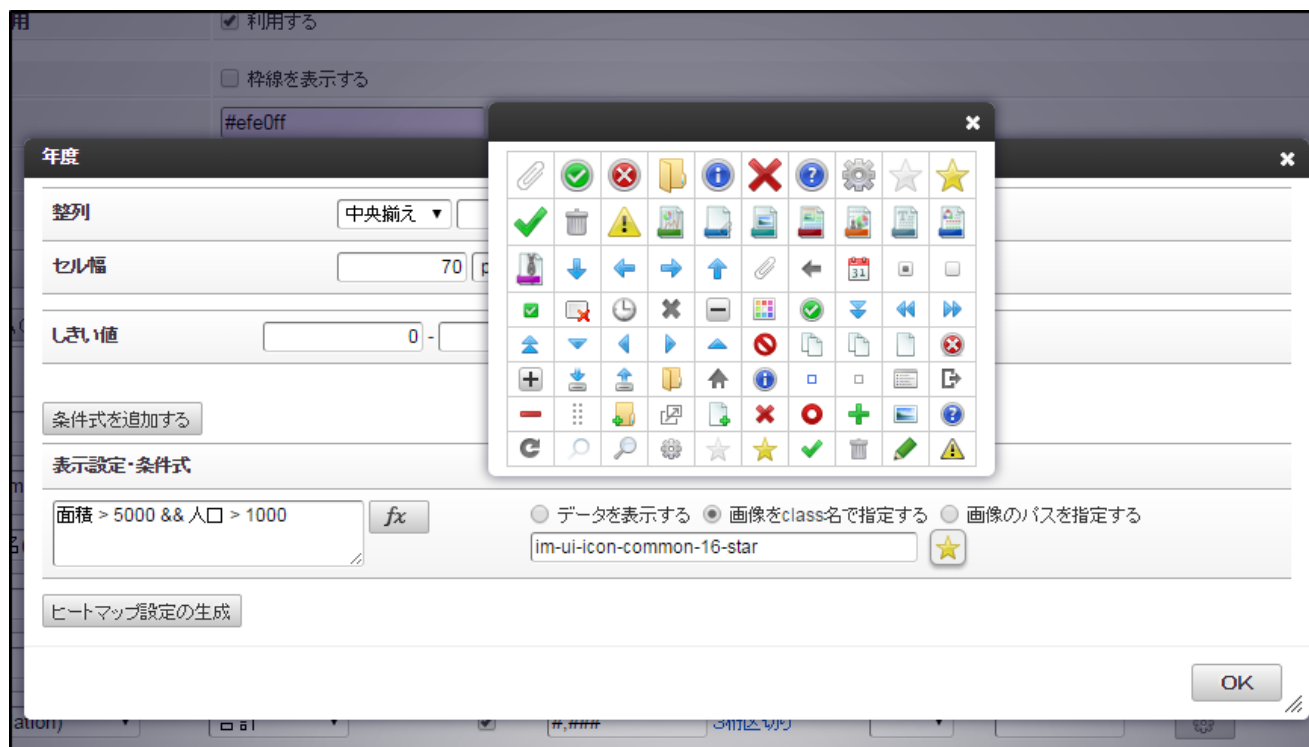 用
利用する
枠線を表示する
#efe0ff
年度
整列
中央揃え
セル幅
70
しきい値
0 -
条件式を追加する
表示設定・条件式
面積 > 5000 && 人口 > 1000
fx
データを表示する 画像をclass名で指定する 画像のパスを指定する
im-ui-icon-common-16-star
ヒートマップ設定の生成
OK
ation)
合計
#,###
3桁区切り
31